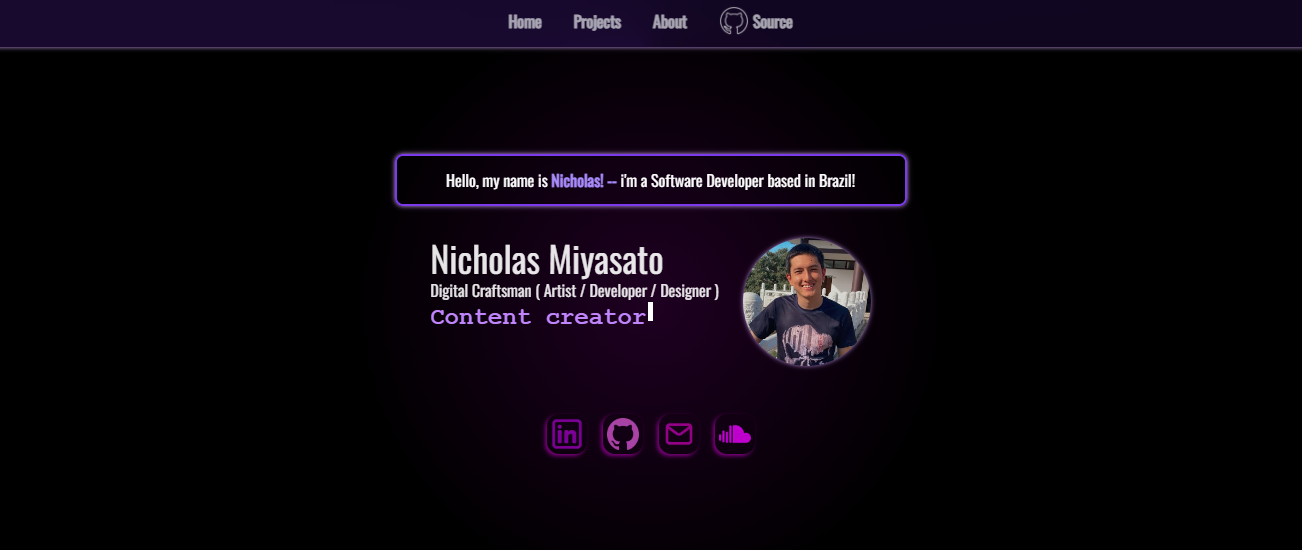 Home Projects About Source
Hello, my name is Nicholas! -- i'm a Software Developer based in Brazil!
Nicholas Miyasato
Digital Craftsman ( Artist / Developer / Designer )
Content creator
in